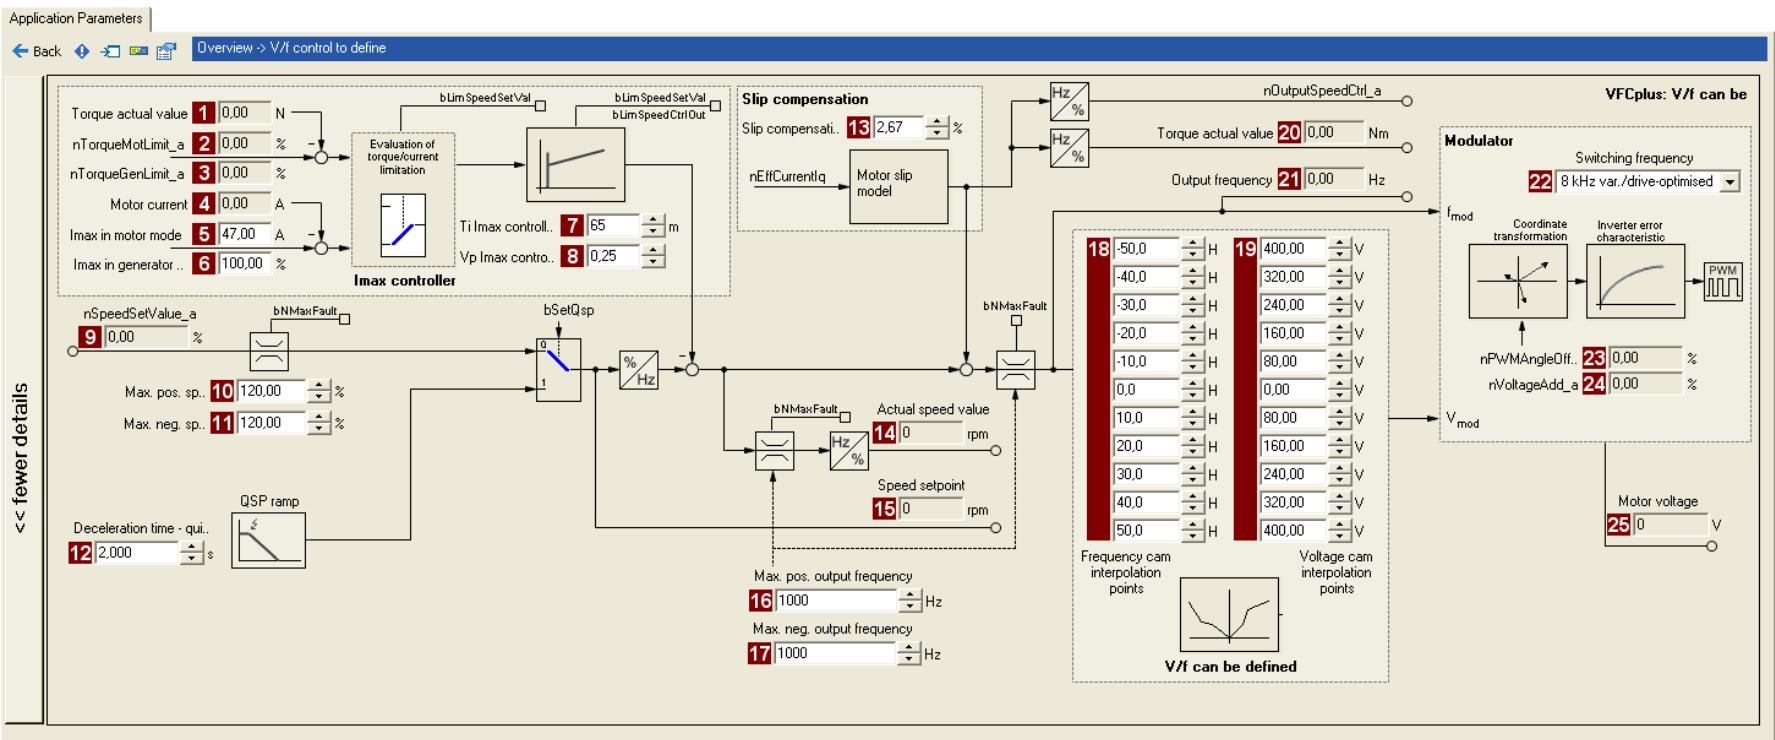 Application Parameters
Back
Overview -> V/f control to define
<< fewer details
Torque actual value 1 0,00 N
nTorqueMotLimit_a 2 0,00 %
nTorqueGenLimit_a 3 0,00 %
Motor current 4 0,00 A
Imax in motor mode 5 47,00 A
Imax in generator .. 6 100,00 %
bLimSpeedSetVal
Evaluation of
torque/current
limitation
bLimSpeedSetVal
bLimSpeedCtrlOut
Ti Imax controll.. 7 65 m
Vp Imax contro.. 8 0,25
Imax controller
Slip compensation
Slip compensati.. 13 2,67 %
nEffCurrentIq
Motor slip
model
Hz
%
nOutputSpeedCtrl_a
Hz
%
Torque actual value 20 0,00 Nm
Output frequency 21 0,00 Hz
VFCplus: V/f can be
Modulator
Switching frequency
22 8 kHz var./drive-optimised
fmod
Coordinate
transformation
Inverter error
characteristic
PWM
nPWMAngleOff.. 23 0,00 %
nVoltageAdd_a 24 0,00 %
Vmod
Motor voltage
25 0 V
nSpeedSetValue_a
9 0,00 %
bNMaxFault
Max. pos. sp.. 10 120,00 %
Max. neg. sp.. 11 120,00 %
bSetQsp
0
1
%
Hz
QSP ramp
Deceleration time - qui..
12 2,000 s
bNMaxFault
bNMaxFault
Hz
%
Actual speed value
14 0 rpm
Speed setpoint
15 0 rpm
Max. pos. output frequency
16 1000 Hz
Max. neg. output frequency
17 1000 Hz
18 -50,0 H 19 400,00 V
-40,0 H 320,00 V
-30,0 H 240,00 V
-20,0 H 160,00 V
-10,0 H 80,00 V
0,0 H 0,00 V
10,0 H 80,00 V
20,0 H 160,00 V
30,0 H 240,00 V
40,0 H 320,00 V
50,0 H 400,00 V
Frequency cam
interpolation
points
Voltage cam
interpolation
points
V/f can be defined